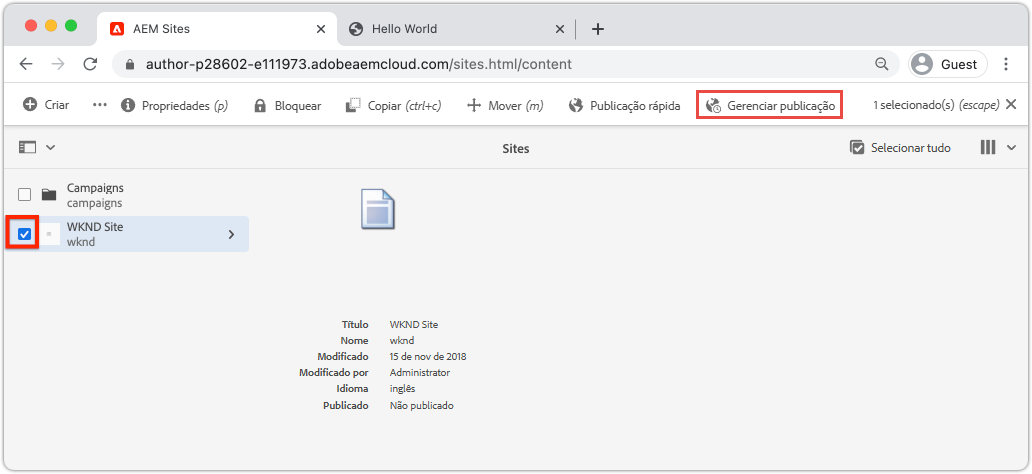 AEM Sites
Hello World
author-p28602-e111973.adobeaemcloud.com/sites.html/content
Guest
Criar
Propriedades (p)
Bloquear
Copiar (ctrl+c)
Mover (m)
Publicação rápida
Gerenciar publicação
1 selecionado(s) (escape)
Sites
Selecionar tudo
Campaigns
campaigns
WKND Site
wknd
Título WKND Site
Nome wknd
Modificado 15 de nov de 2018
Modificado por Administrator
Idioma inglês
Publicado Não publicado